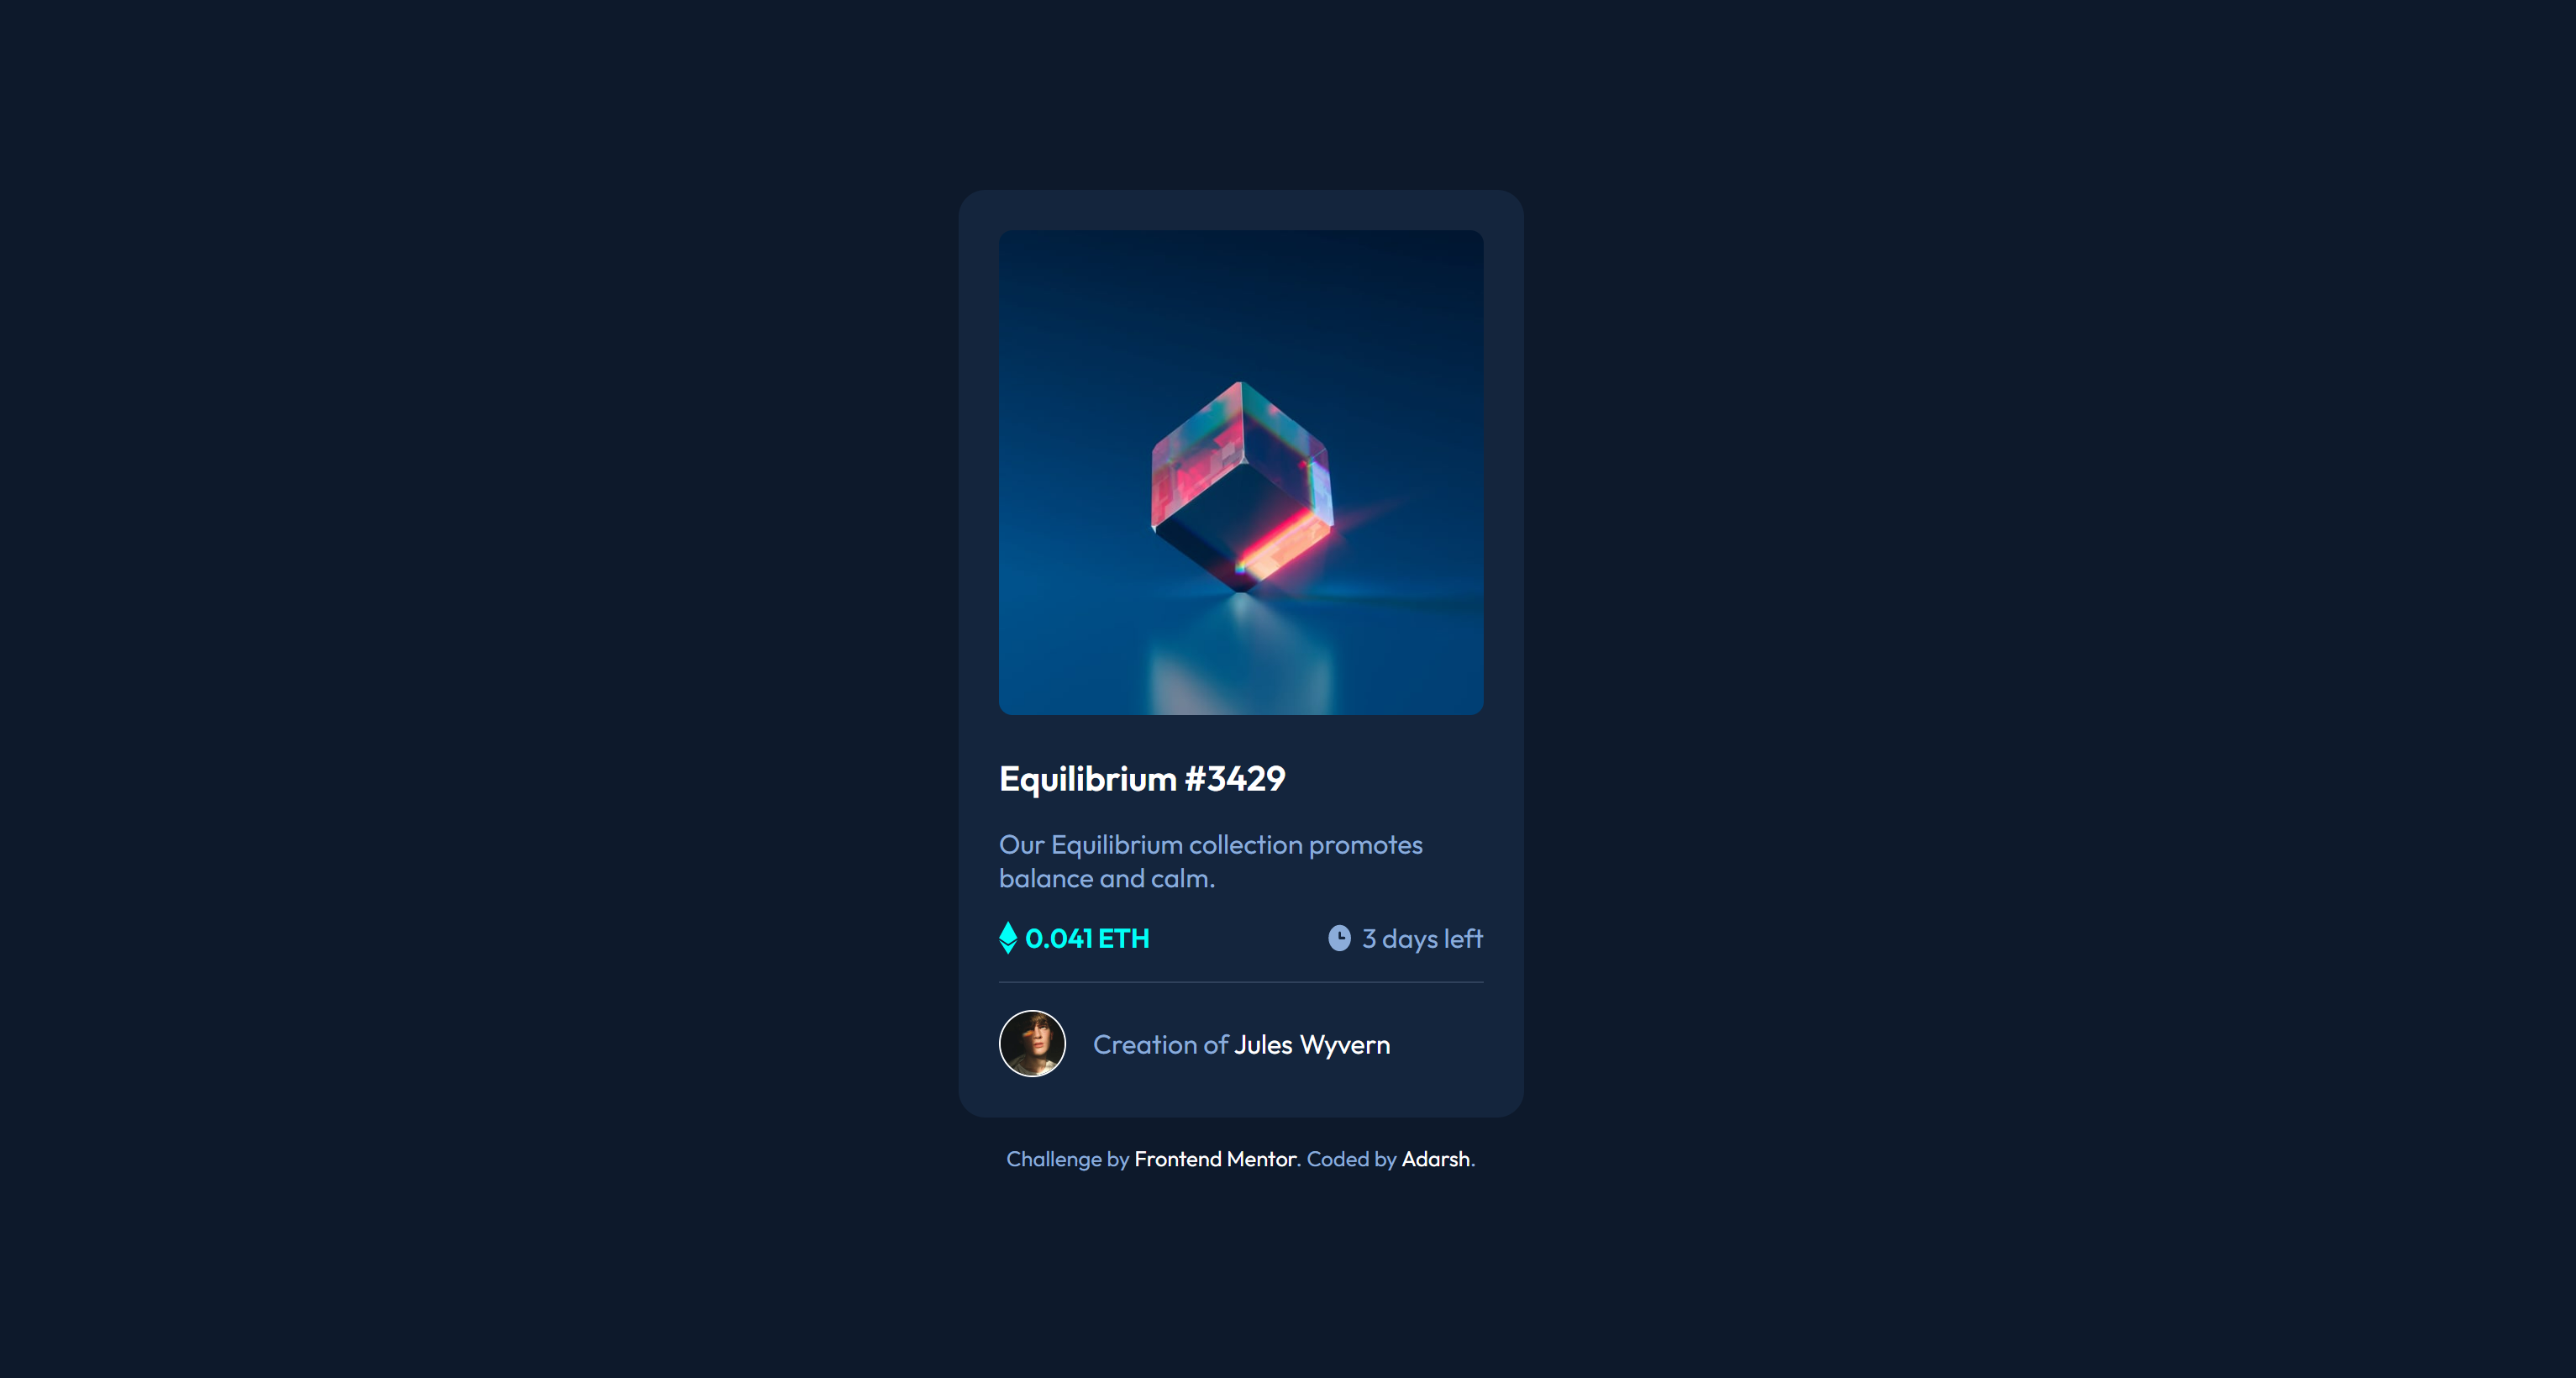 Equilibrium #3429
Our Equilibrium collection promotes
balance and calm.
0.041 ETH
3 days left
Creation of Jules Wyvern
Challenge by Frontend Mentor. Coded by Adarsh.